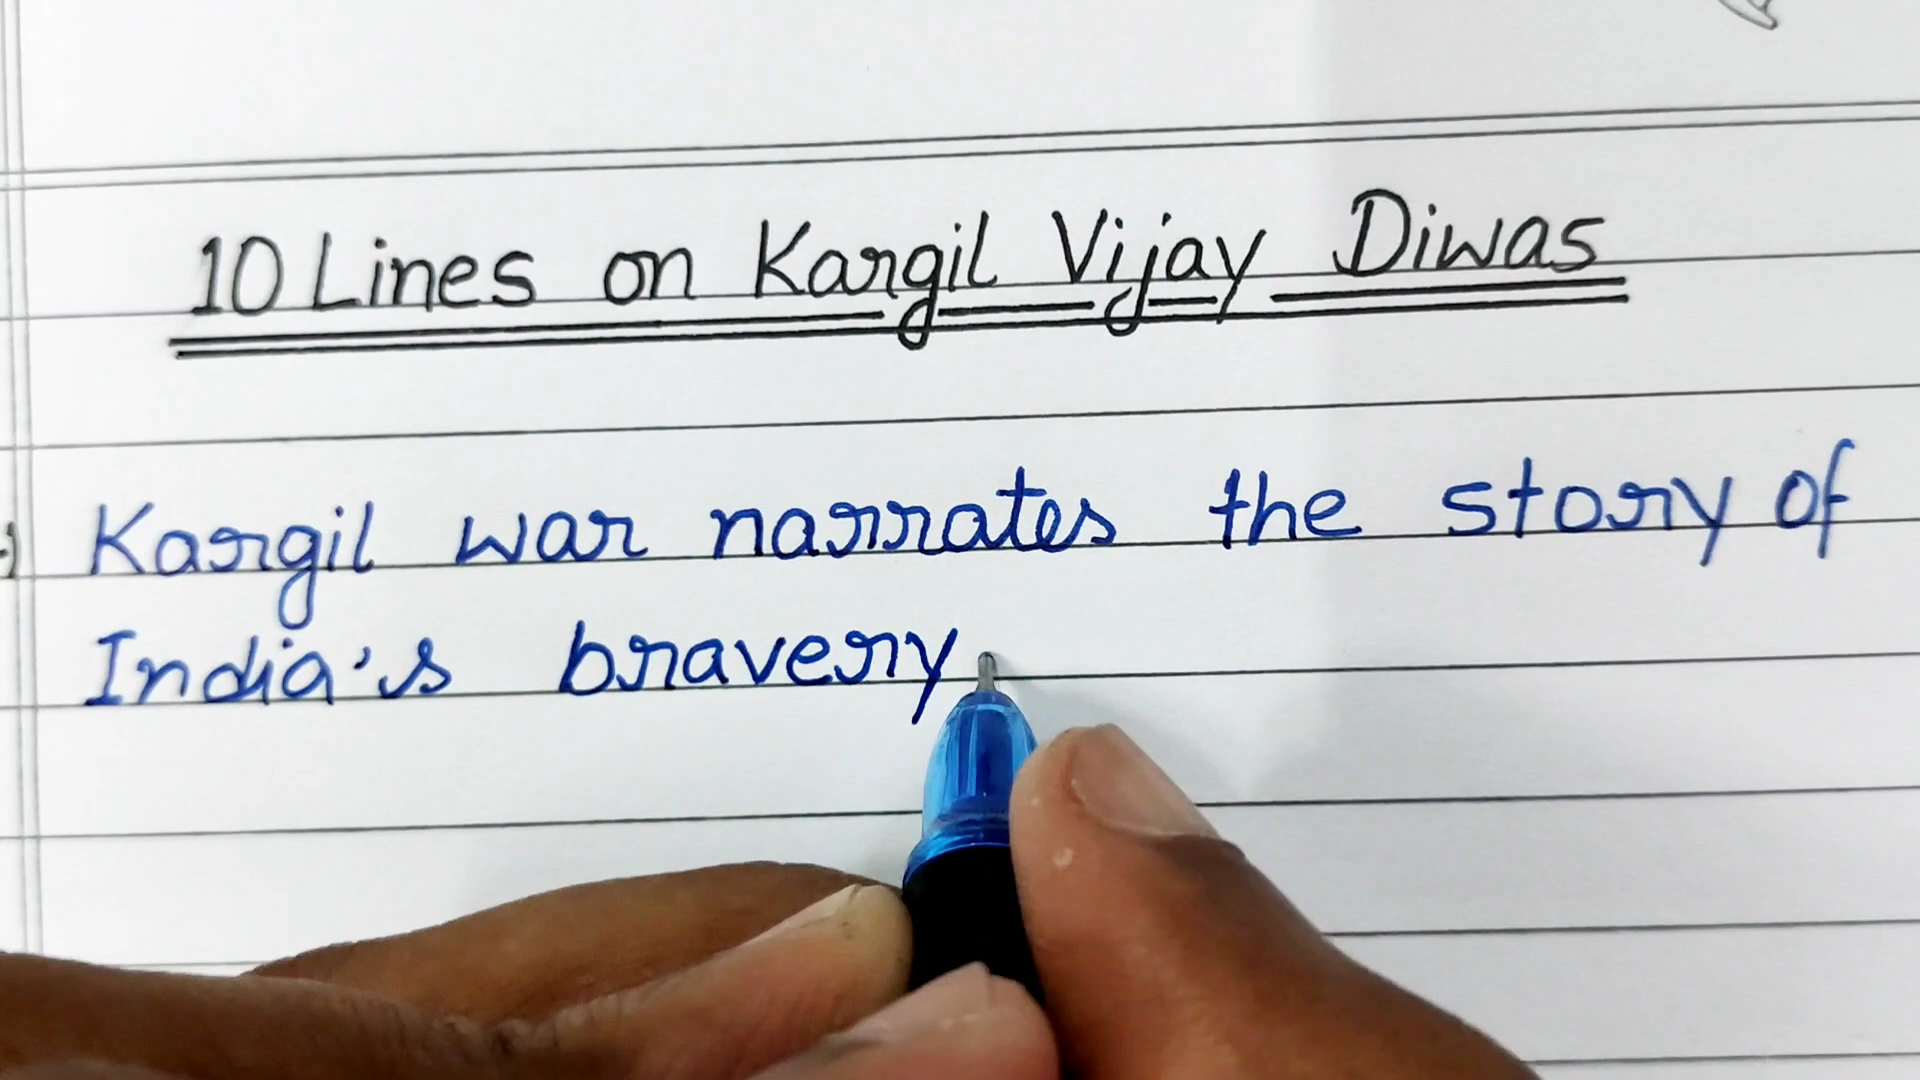 10 Lines on Kargil Vijay Diwas
Kargil war narrates the story of
India's bravery